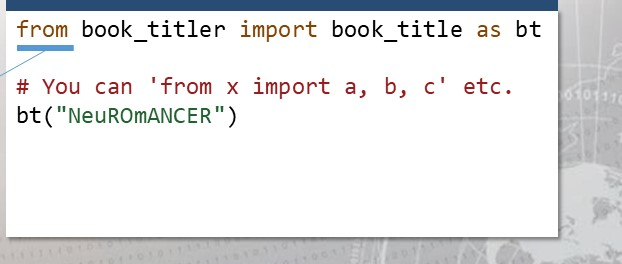 from book_titler import book_title as bt
# You can 'from x import a, b, c' etc.
bt("NeuROmANCER")